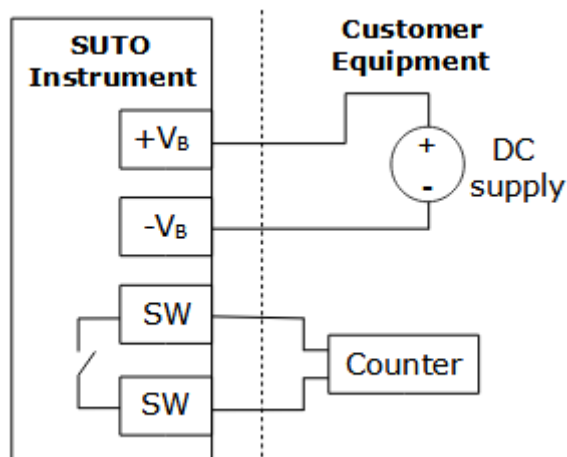 SUTO
Instrument
Customer
Equipment
+VB
-VB
+
-
DC
supply
SW
SW
Counter